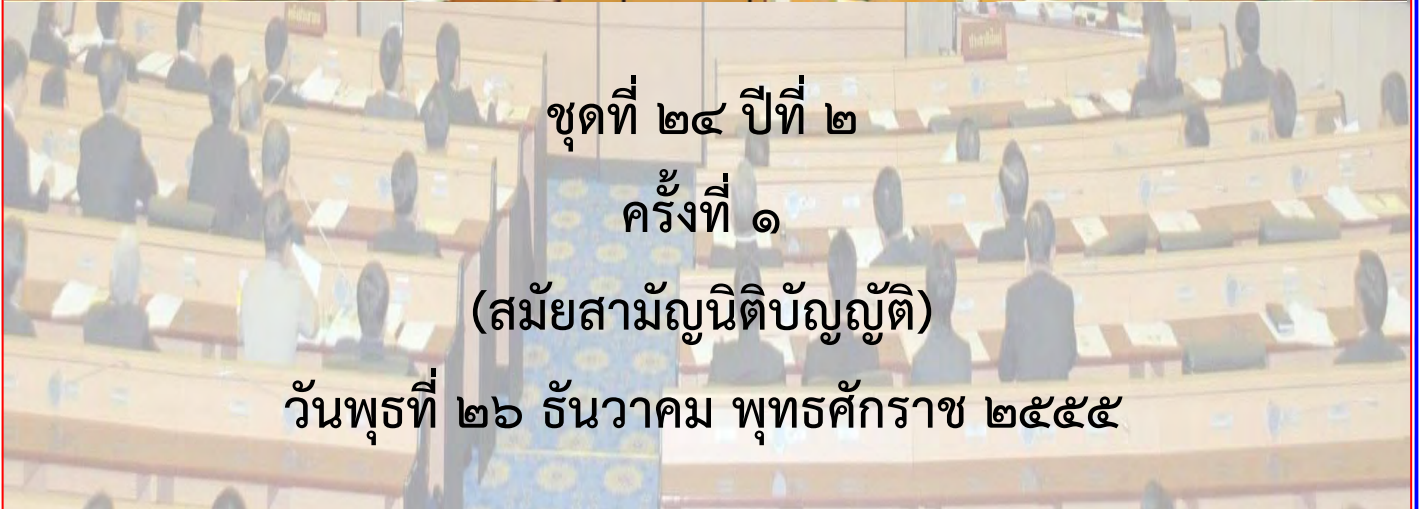 ชุดที่ ๒๔ ปีที่ ๒
ครั้งที่ ๑
(สมัยสามัญนิติบัญญัติ)
วันพุธที่ ๒๖ ธันวาคม พุทธศักราช ๒๕๕๕